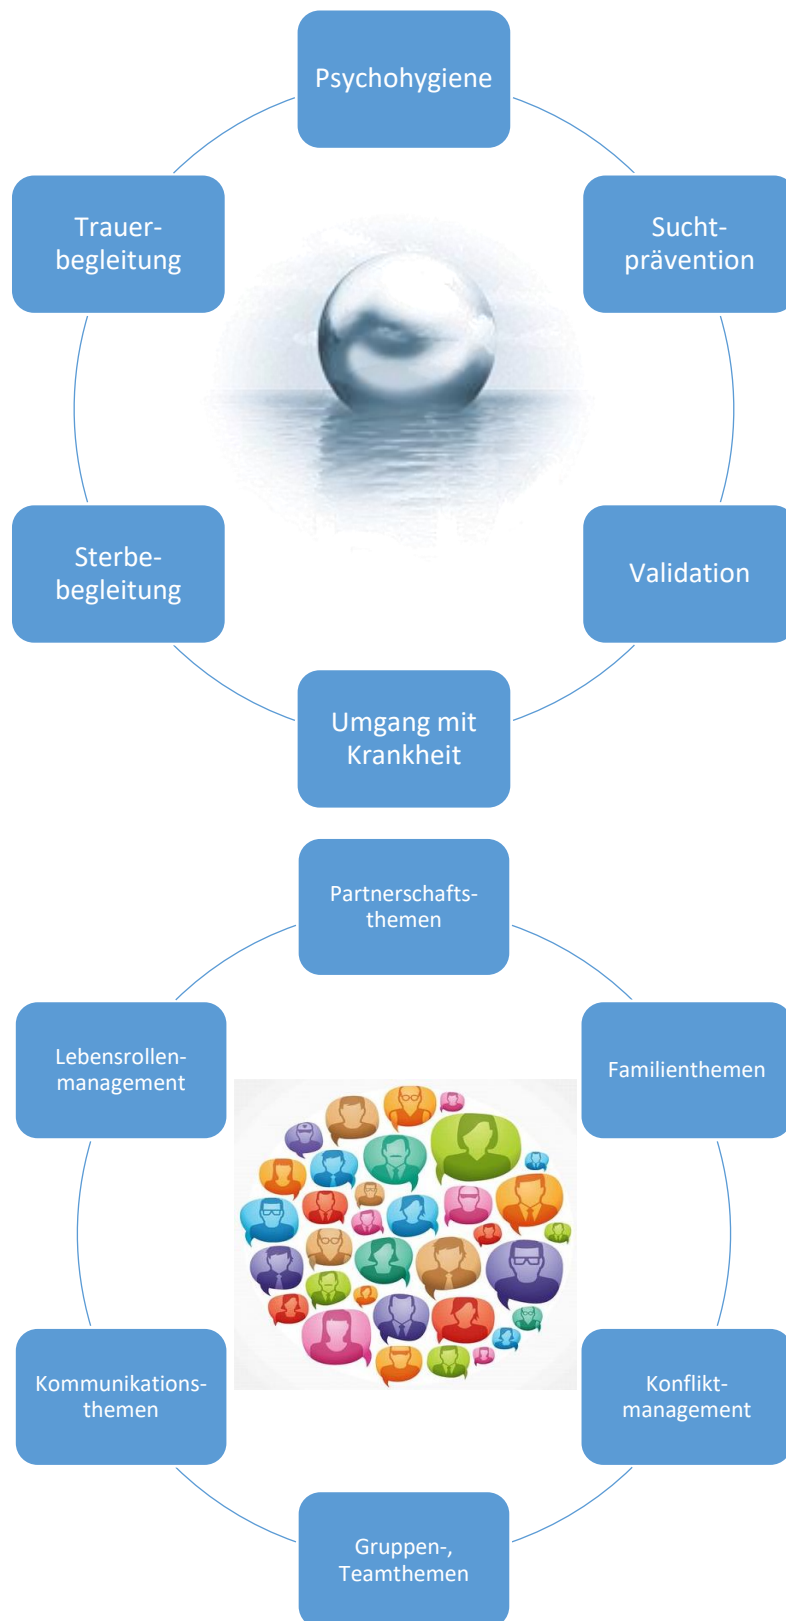 Psychohygiene
Trauer-
begleitung
Sucht-
prävention
Sterbe-
begleitung
Validation
Umgang mit
Krankheit
Partnerschafts-
themen
Lebensrollen-
management
Familienthemen
Kommunikations-
themen
Konflikt-
management
Gruppen-,
Teamthemen